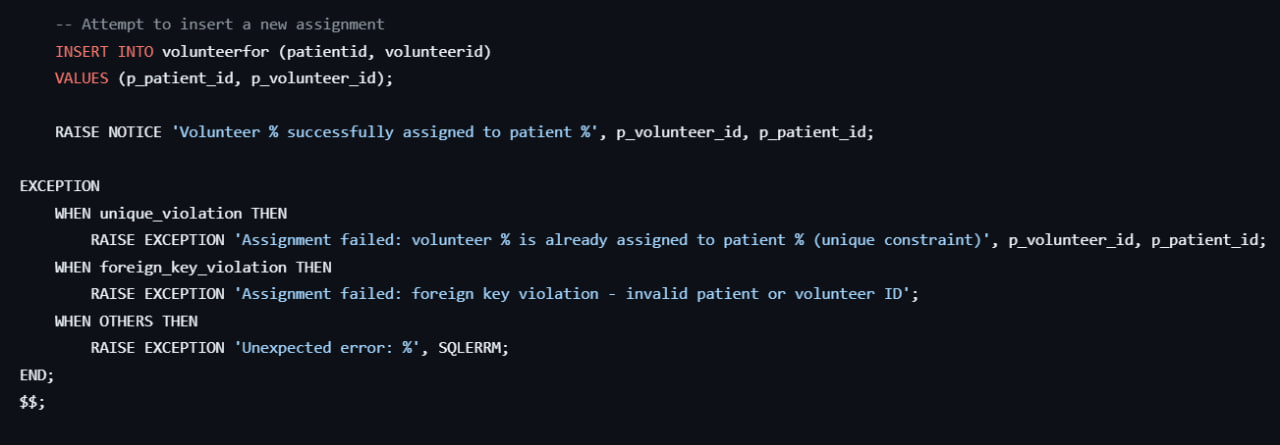 -- Attempt to insert a new assignment
INSERT INTO volunteerfor (patientid, volunteerid)
VALUES (p_patient_id, p_volunteer_id);
RAISE NOTICE 'Volunteer % successfully assigned to patient %', p_volunteer_id, p_patient_id;
EXCEPTION
WHEN unique_violation THEN
RAISE EXCEPTION 'Assignment failed: volunteer % is already assigned to patient % (unique constraint)', p_volunteer_id, p_patient_id;
WHEN foreign_key_violation THEN
RAISE EXCEPTION 'Assignment failed: foreign key violation - invalid patient or volunteer ID';
WHEN OTHERS THEN
RAISE EXCEPTION 'Unexpected error: %', SQLERRM;
END;
$$;